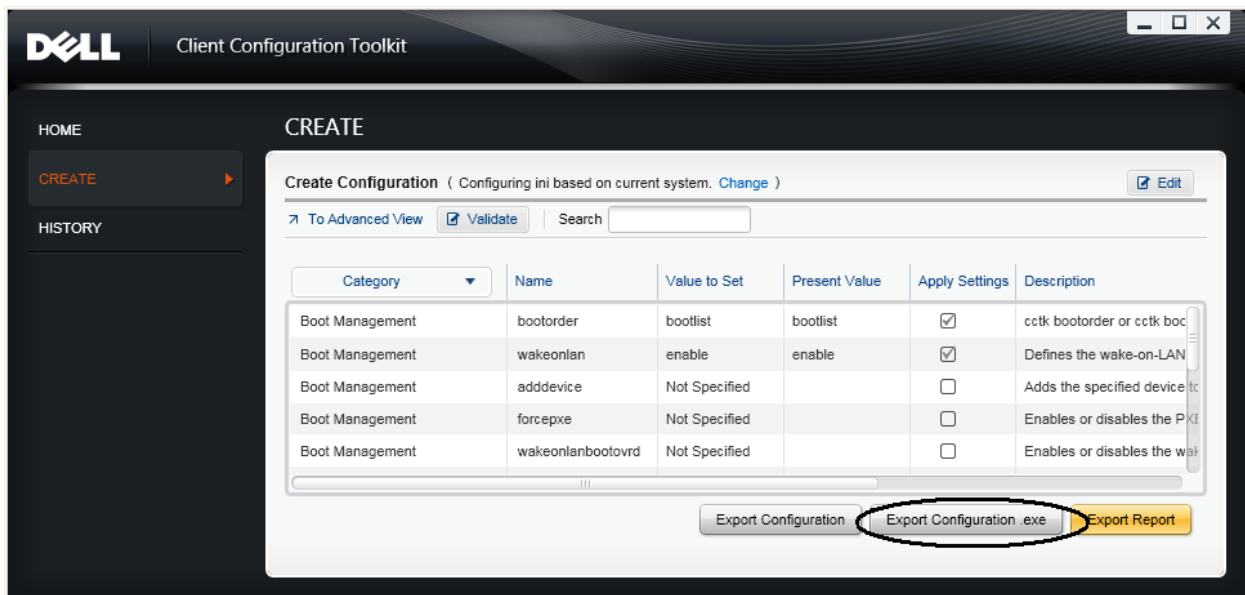 DELL Client Configuration Toolkit
HOME
CREATE
HISTORY
CREATE
Create Configuration ( Configuring ini based on current system. Change )
Edit
To Advanced View Validate Search
Category Name Value to Set Present Value Apply Settings Description
Boot Management bootorder bootlist bootlist cctk bootorder or cctk boo
Boot Management wakeonlan enable enable Defines the wake-on-LAN
Boot Management adddevice Not Specified Adds the specified device to
Boot Management forcepxe Not Specified Enables or disables the PXE
Boot Management wakeonlanbootovrd Not Specified Enables or disables the wak
Export Configuration Export Configuration .exe Export Report